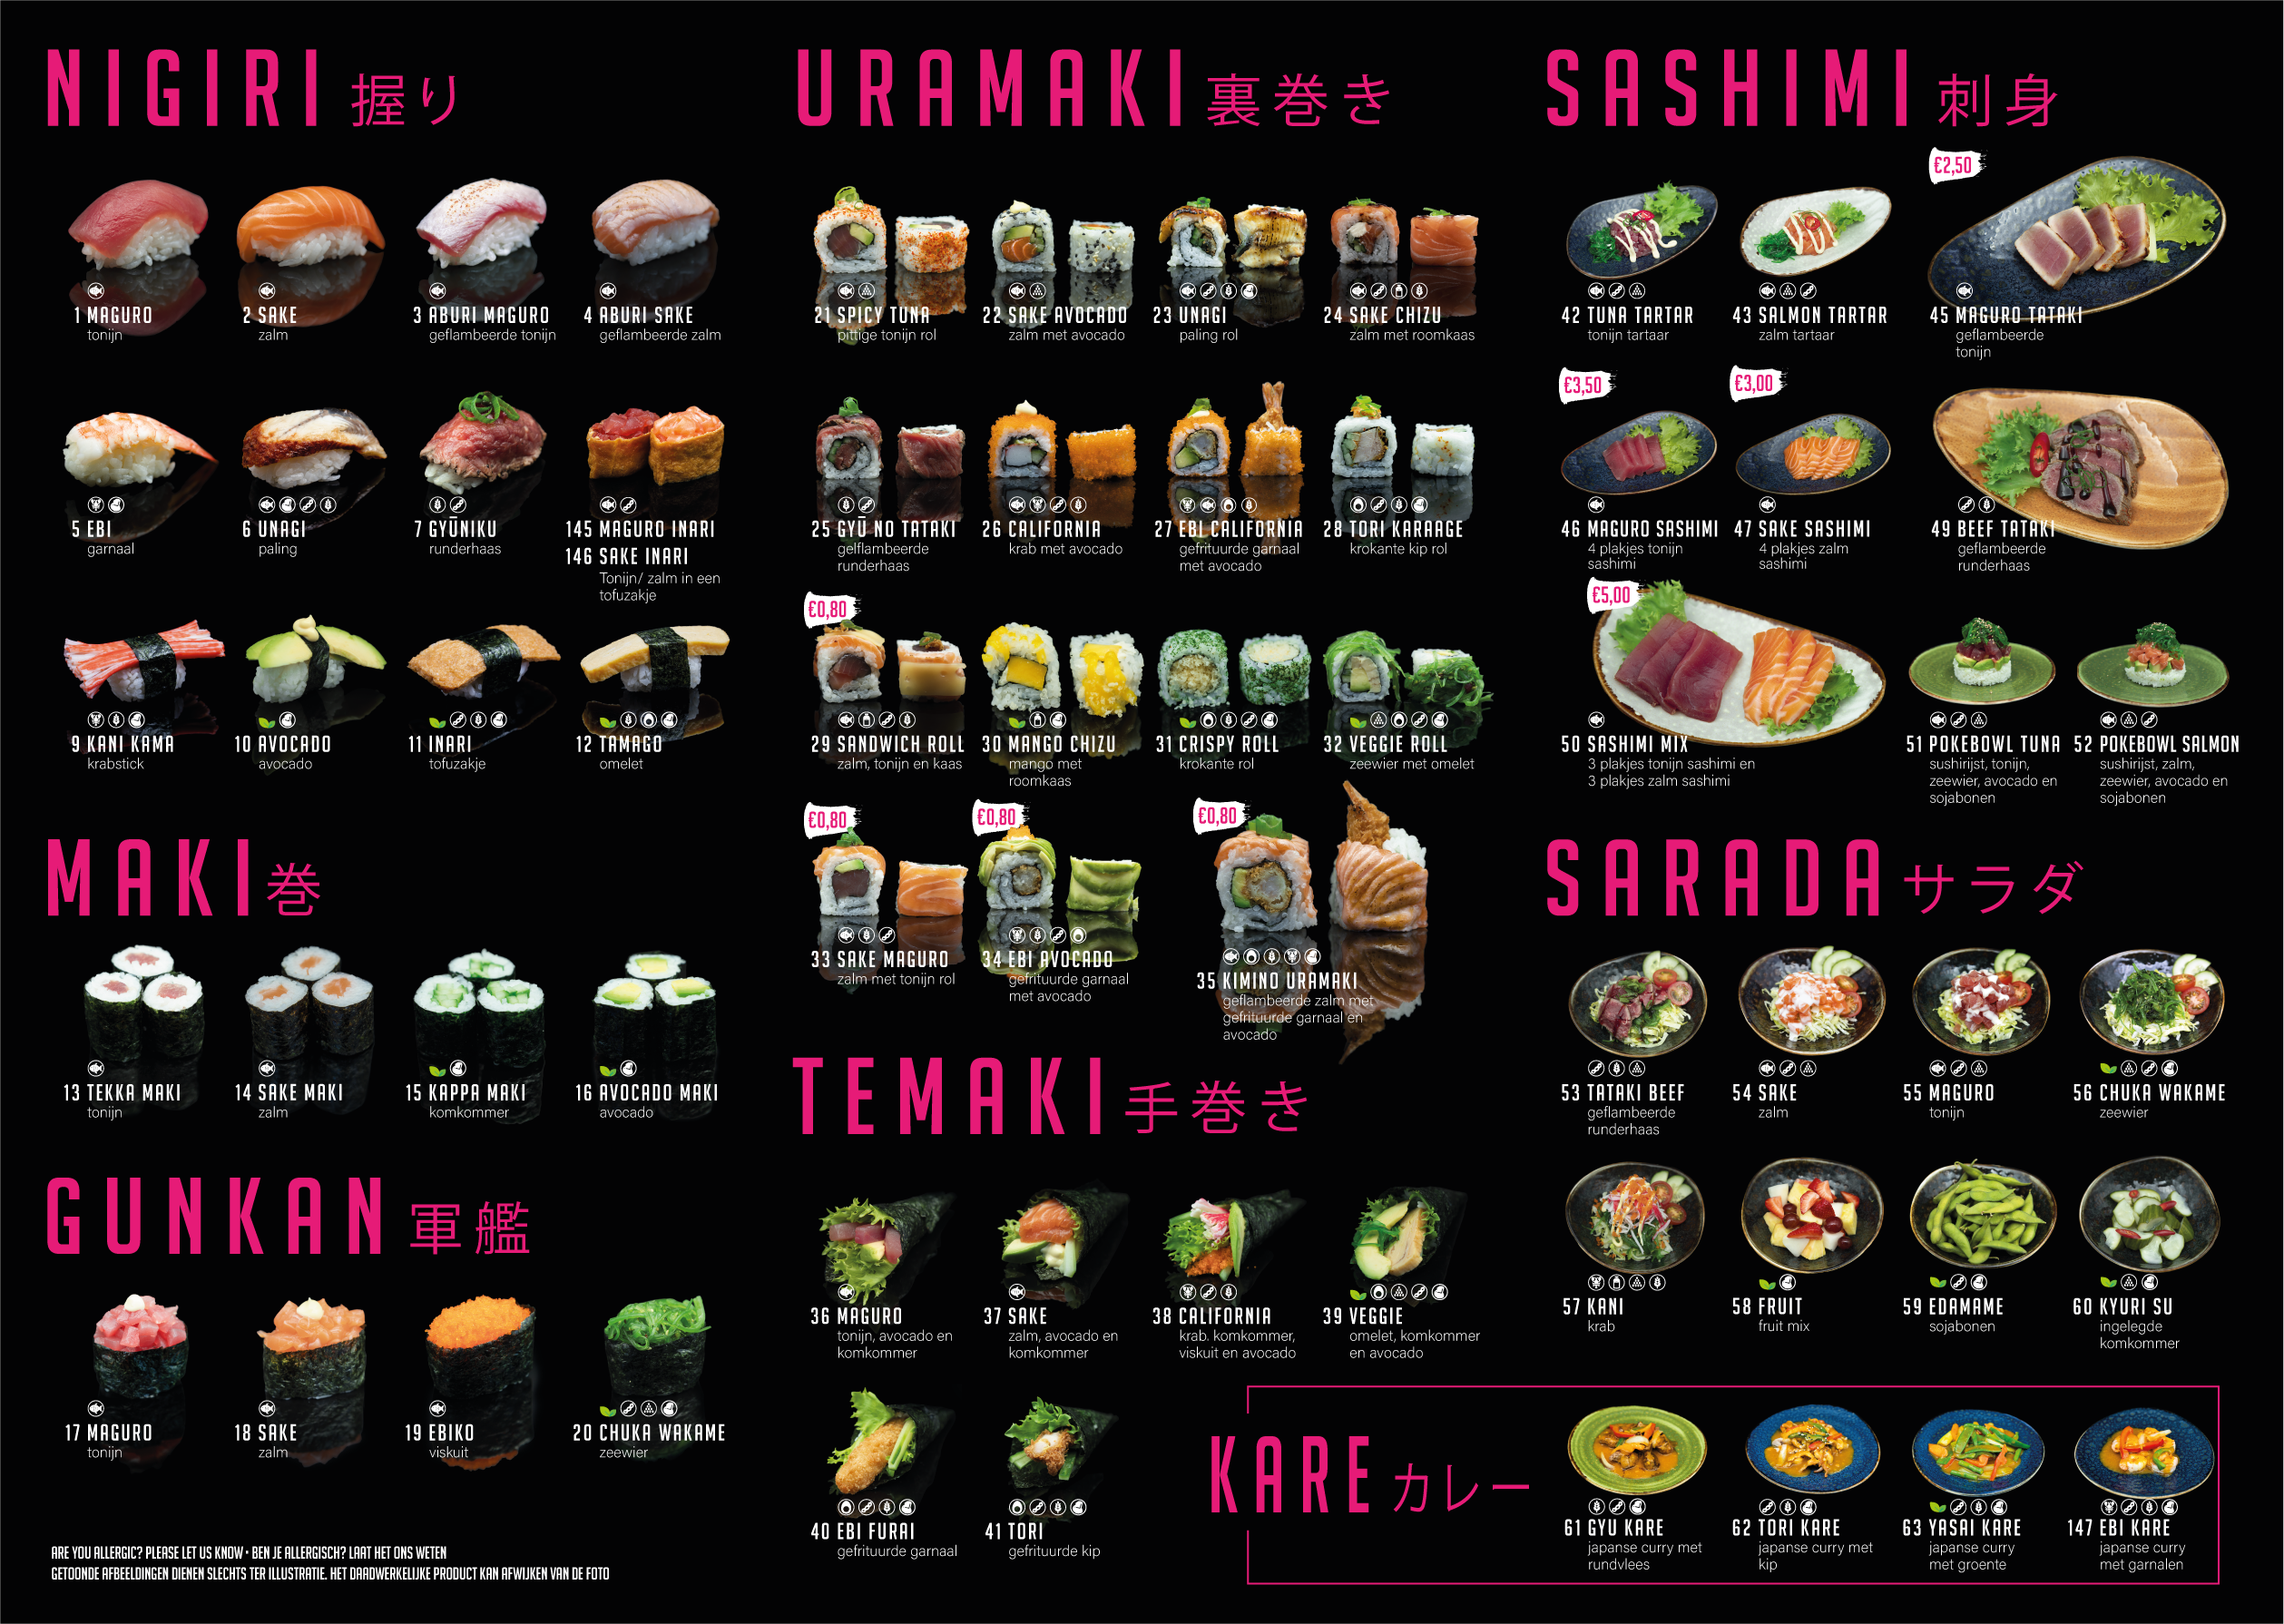 NIGIRI 握り
1 MAGURO
tonijn
2 SAKE
zalm
3 ABURI MAGURO
geflambeerde tonijn
4 ABURI SAKE
geflambeerde zalm
5 EBI
garnaal
6 UNAGI
paling
7 GYŪNIKU
runderhaas
145 MAGURO INARI
146 SAKE INARI
Tonijn/ zalm in een
tofuzakje
9 KANI KAMA
krabstick
10 AVOCADO
avocado
11 INARI
tofuzakje
12 TAMAGO
omelet
MAKI 巻
13 TEKKA MAKI
tonijn
14 SAKE MAKI
zalm
15 KAPPA MAKI
komkommer
16 AVOCADO MAKI
avocado
GUNKAN 軍艦
17 MAGURO
tonijn
18 SAKE
zalm
19 EBIKO
viskuit
20 CHUKA WAKAME
zeewier
ARE YOU ALLERGIC? PLEASE LET US KNOW • BEN JE ALLERGISCH? LAAT HET ONS WETEN
GETOONDE AFBEELDINGEN DIENEN SLECHTS TER ILLUSTRATIE. HET DAADWERKELIJKE PRODUCT KAN AFWIJKEN VAN DE FOTO
URAMAKI 裏巻き
21 SPICY TUNA
pittige tonijn rol
22 SAKE AVOCADO
zalm met avocado
23 UNAGI
paling rol
24 SAKE CHIZU
zalm met roomkaas
25 GYŪ NO TATAKI
gelflambeerde
runderhaas
26 CALIFORNIA
krab met avocado
27 EBI CALIFORNIA
gefrituurde garnaal
met avocado
28 TORI KARAAGE
krokante kip rol
€0,80
29 SANDWICH ROLL
zalm, tonijn en kaas
30 MANGO CHIZU
mango met
roomkaas
31 CRISPY ROLL
krokante rol
32 VEGGIE ROLL
zeewier met omelet
€0,80
33 SAKE MAGURO
zalm met tonijn rol
€0,80
34 EBI AVOCADO
gefrituurde garnaal
met avocado
€0,80
35 KIMINO URAMAKI
geflambeerde zalm met
gefrituurde garnaal en
avocado
TEMAKI 手巻き
36 MAGURO
tonijn, avocado en
komkommer
37 SAKE
zalm, avocado en
komkommer
38 CALIFORNIA
krab. komkommer,
viskuit en avocado
39 VEGGIE
omelet, komkommer
en avocado
40 EBI FURAI
gefrituurde garnaal
41 TORI
gefrituurde kip
SASHIMI 刺身
42 TUNA TARTAR
tonijn tartaar
43 SALMON TARTAR
zalm tartaar
€2,50
45 MAGURO TATAKI
geflambeerde
tonijn
€3,50
46 MAGURO SASHIMI
4 plakjes tonijn
sashimi
€3,00
47 SAKE SASHIMI
4 plakjes zalm
sashimi
49 BEEF TATAKI
geflambeerde
runderhaas
€5,00
50 SASHIMI MIX
3 plakjes tonijn sashimi en
3 plakjes zalm sashimi
51 POKEBOWL TUNA
sushirijst, tonijn,
zeewier, avocado en
sojabonen
52 POKEBOWL SALMON
sushirijst, zalm,
zeewier, avocado en
sojabonen
SARADA サラダ
53 TATAKI BEEF
geflambeerde
runderhaas
54 SAKE
zalm
55 MAGURO
tonijn
56 CHUKA WAKAME
zeewier
57 KANI
krab
58 FRUIT
fruit mix
59 EDAMAME
sojabonen
60 KYURI SU
ingelegde
komkommer
KARE カレー
61 GYU KARE
japanse curry met
rundvlees
62 TORI KARE
japanse curry met
kip
63 YASAI KARE
japanse curry
met groente
147 EBI KARE
japanse curry
met garnalen